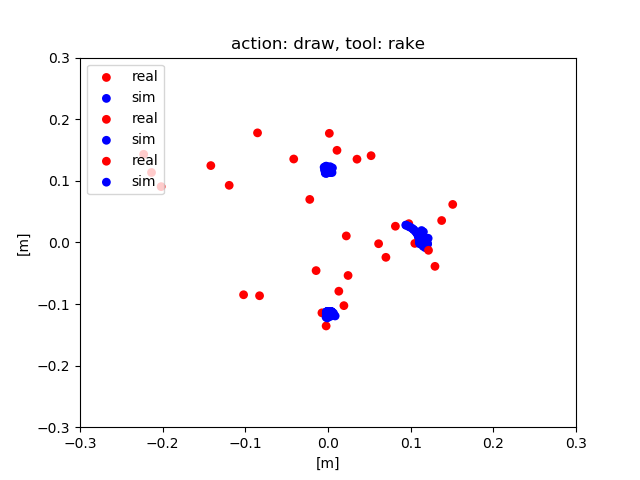 action: draw, tool: rake
0.3
0.2
0.1
0.0
−0.1
−0.2
−0.3
[m]
real
sim
real
sim
real
sim
−0.3
−0.2
−0.1
0.0
0.1
0.2
0.3
[m]